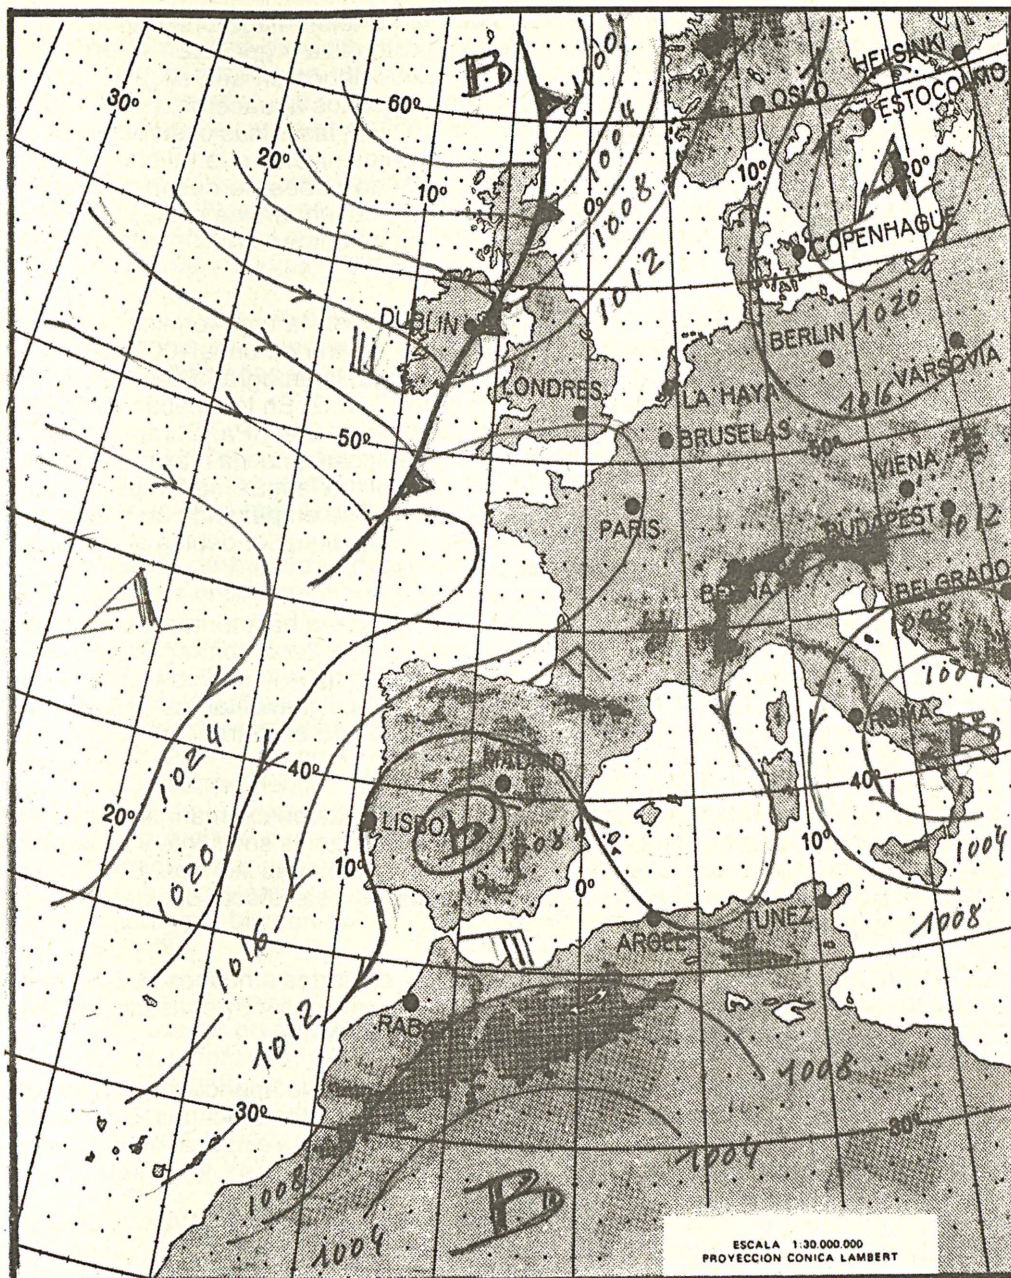 B
1000
HELSINKI
OSLO
ESTOCOLMO
30º
60º
1004
20º
10º
0º
1008
10º
A
20º
COPENHAGUE
1012
1020
DUBLIN
BERLIN
VARSOVIA
LONDRES
LA HAYA
1016
BRUSELAS
50º
50º
VIENA
PARIS
BUDAPEST
1012
A
BERNA
BELGRADO
1008
1004
ROMA
B
1024
40º
MADRID
40º
20º
LISBOA
b
1008
10º
1004
1020
10º
0º
ARGEL
TUNEZ
1008
1016
RABAT
1012
1008
30º
30º
1004
1008
B
1004
ESCALA 1:30.000.000
PROYECCION CONICA LAMBERT